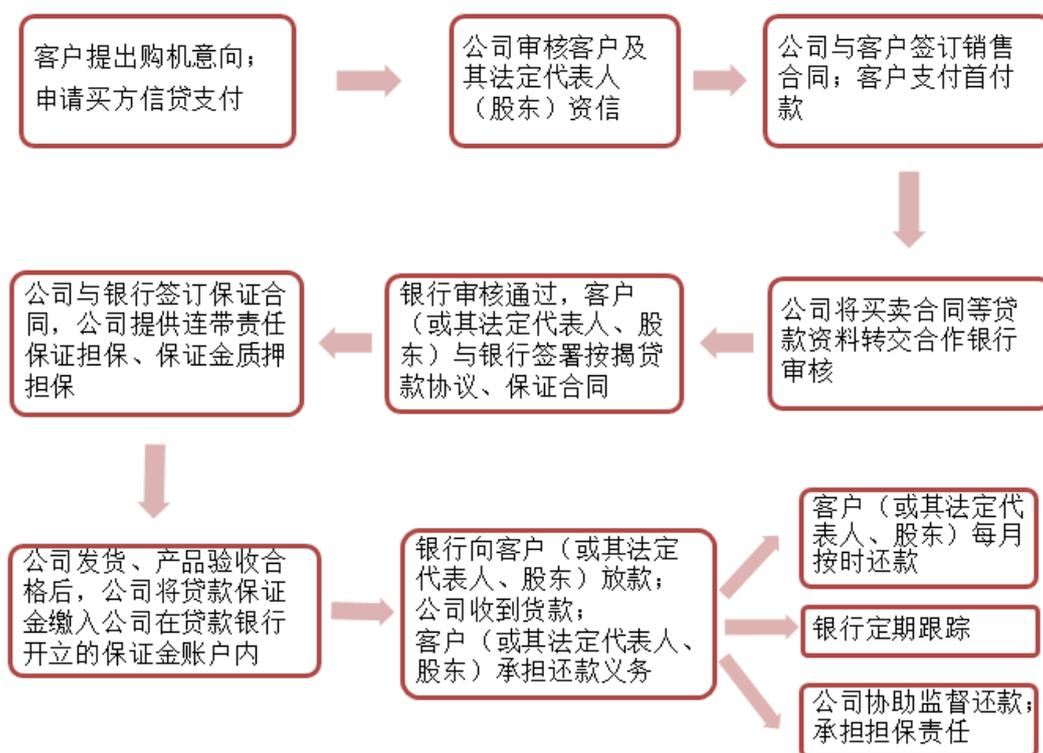 客户提出购机意向；
申请买方信贷支付
公司审核客户及
其法定代表人
（股东）资信
公司与客户签订销售
合同；客户支付首付
款
公司将买卖合同等贷
款资料转交合作银行
审核
银行审核通过，客户
（或其法定代表人、股
东）与银行签署按揭贷
款协议、保证合同
公司与银行签订保证合
同，公司提供连带责任
保证担保、保证金质押
担保
公司发货、产品验收合
格后，公司将贷款保证
金缴入公司在贷款银行
开立的保证金账户内
银行向客户（或其法定
代表人、股东）放款；
公司收到货款；
客户（或其法定代表人、
股东）承担还款义务
客户（或其法定代
表人、股东）每月
按时还款
银行定期跟踪
公司协助监督还款；
承担担保责任